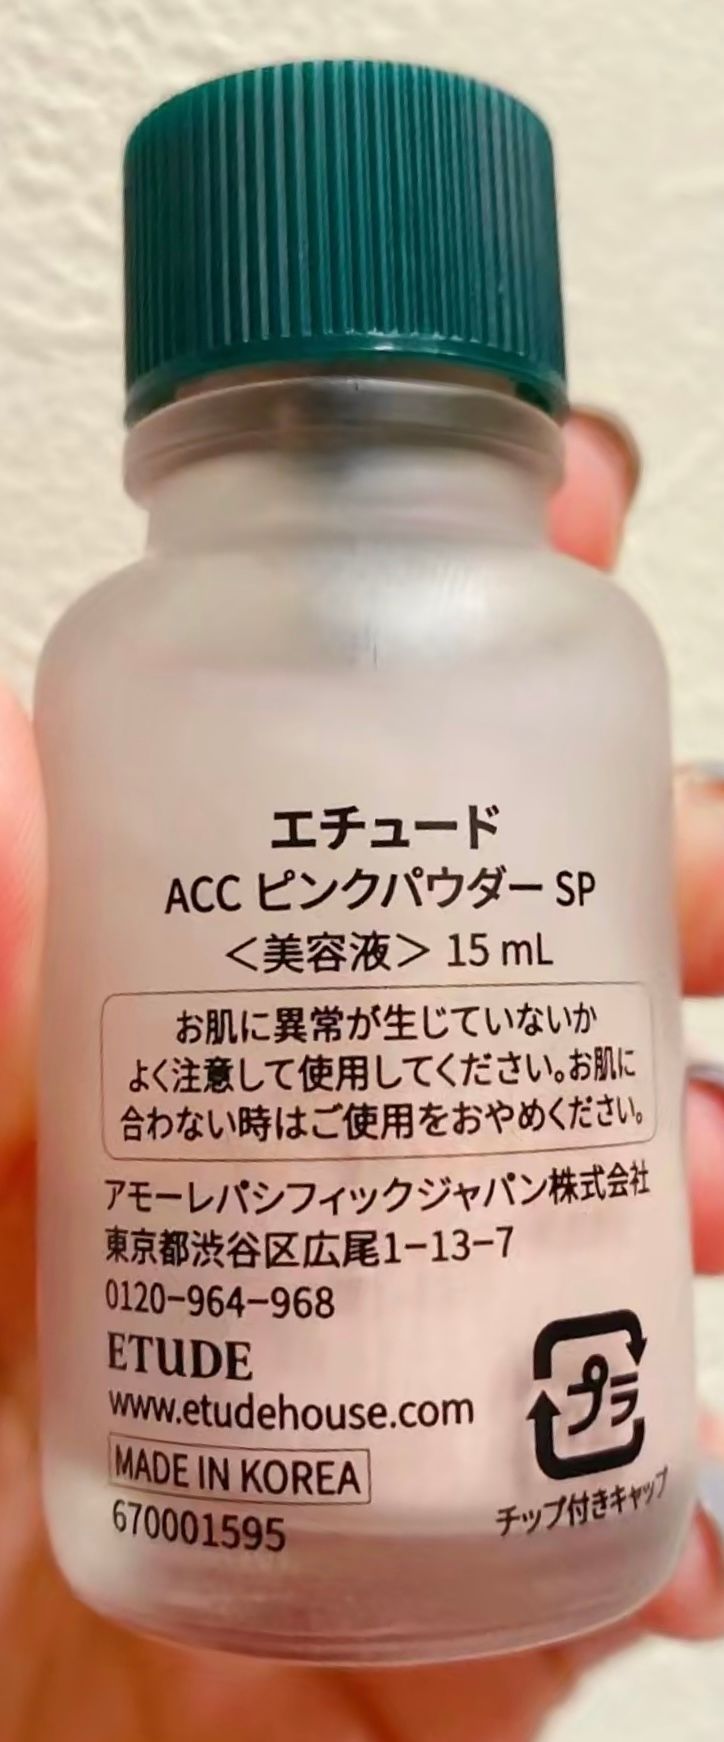 エチュード
ACC ピンクパウダー SP
＜美容液＞ 15 mL
お肌に異常が生じていないか
よく注意して使用してください。お肌に
合わない時はご使用をおやめください。
アモーレパシフィックジャパン株式会社
東京都渋谷区広尾1−13−7
0120−964−968
ETUDE
www.etudehouse.com
MADE IN KOREA
670001595
プラ
チップ付きキャップ